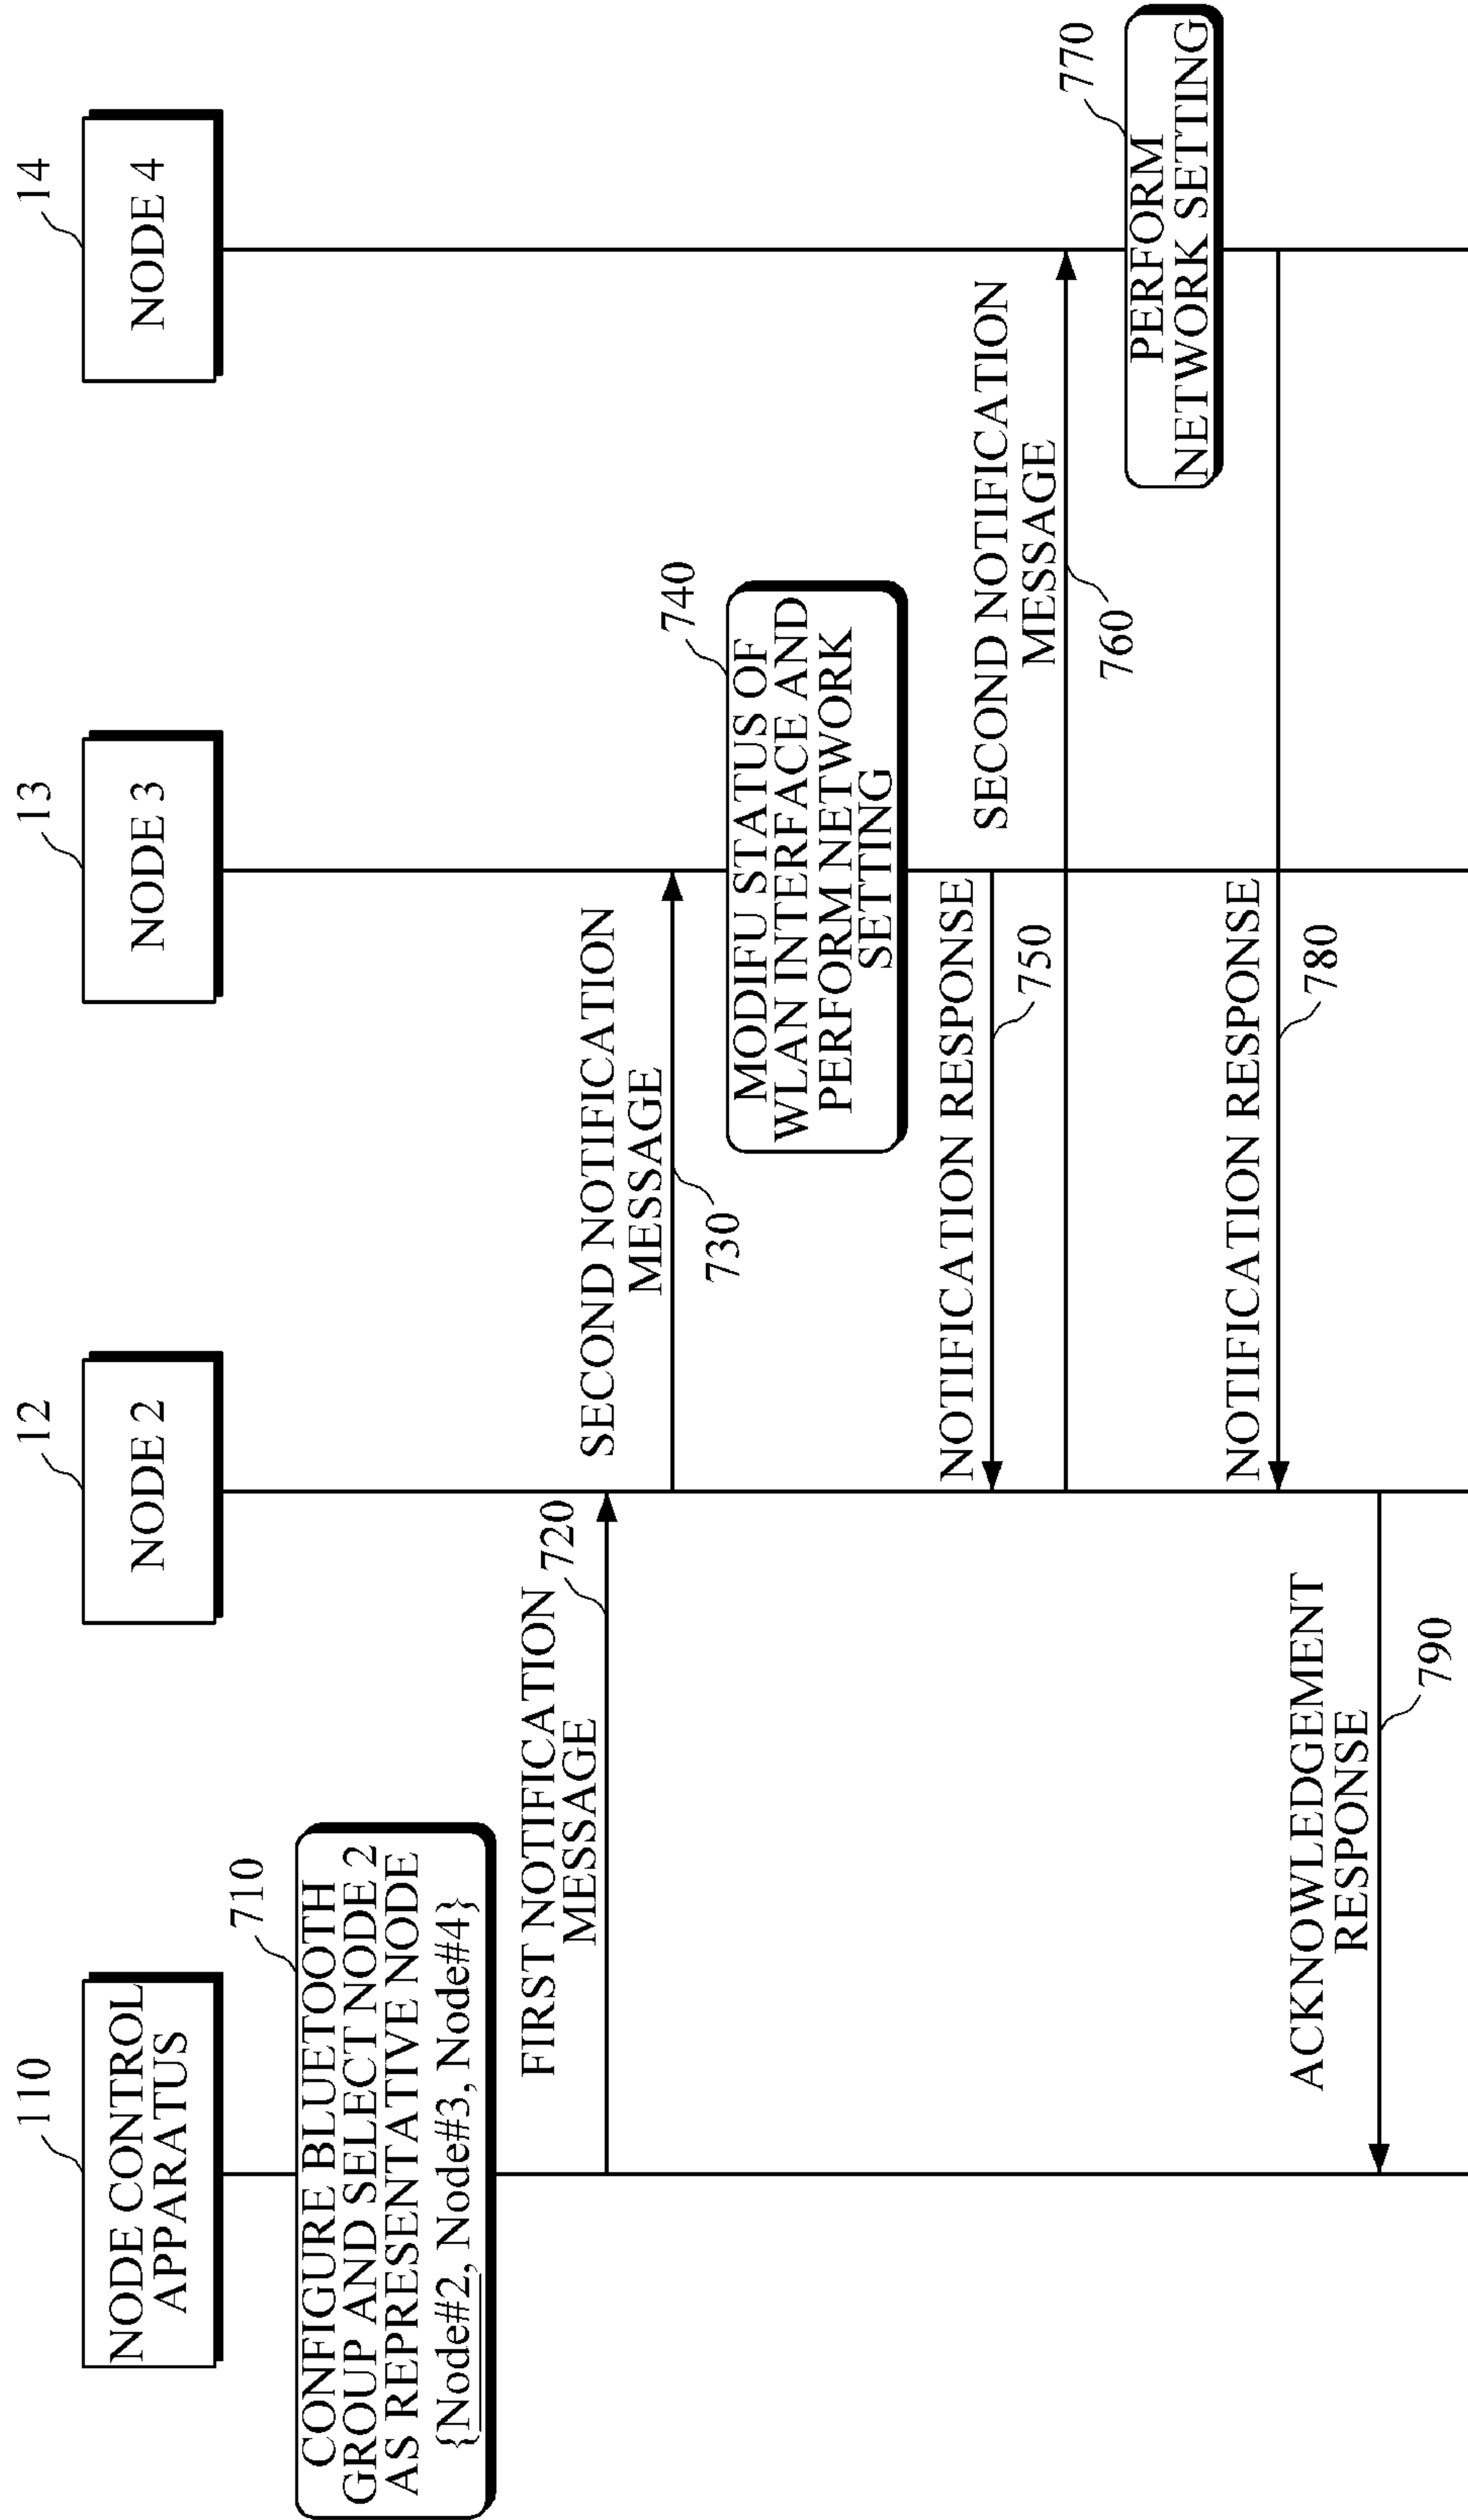 110
NODE CONTROL
APPARATUS
12
NODE 2
13
NODE 3
14
NODE 4
710
CONFIGURE BLUETOOTH
GROUP AND SELECT NODE 2
AS REPRESENTATIVE NODE
{Node#2, Node#3, Node#4}
FIRST NOTIFICATION
MESSAGE
720
SECOND NOTIFICATION
MESSAGE
730
740
MODIFU STATUS OF
WLAN INTERFACE AND
PERFORM NETWORK
SETTING
NOTIFICATION RESPONSE
750
SECOND NOTIFICATION
MESSAGE
760
770
PERFORM
NETWORK SETTING
NOTIFICATION RESPONSE
780
ACKNOWLEDGEMENT
RESPONSE
790